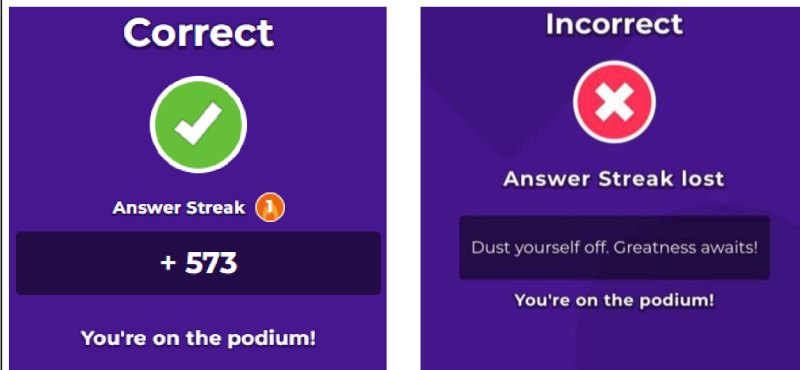 Correct
Answer Streak 1
+ 573
You're on the podium!
Incorrect
Answer Streak lost
Dust yourself off. Greatness awaits!
You're on the podium!